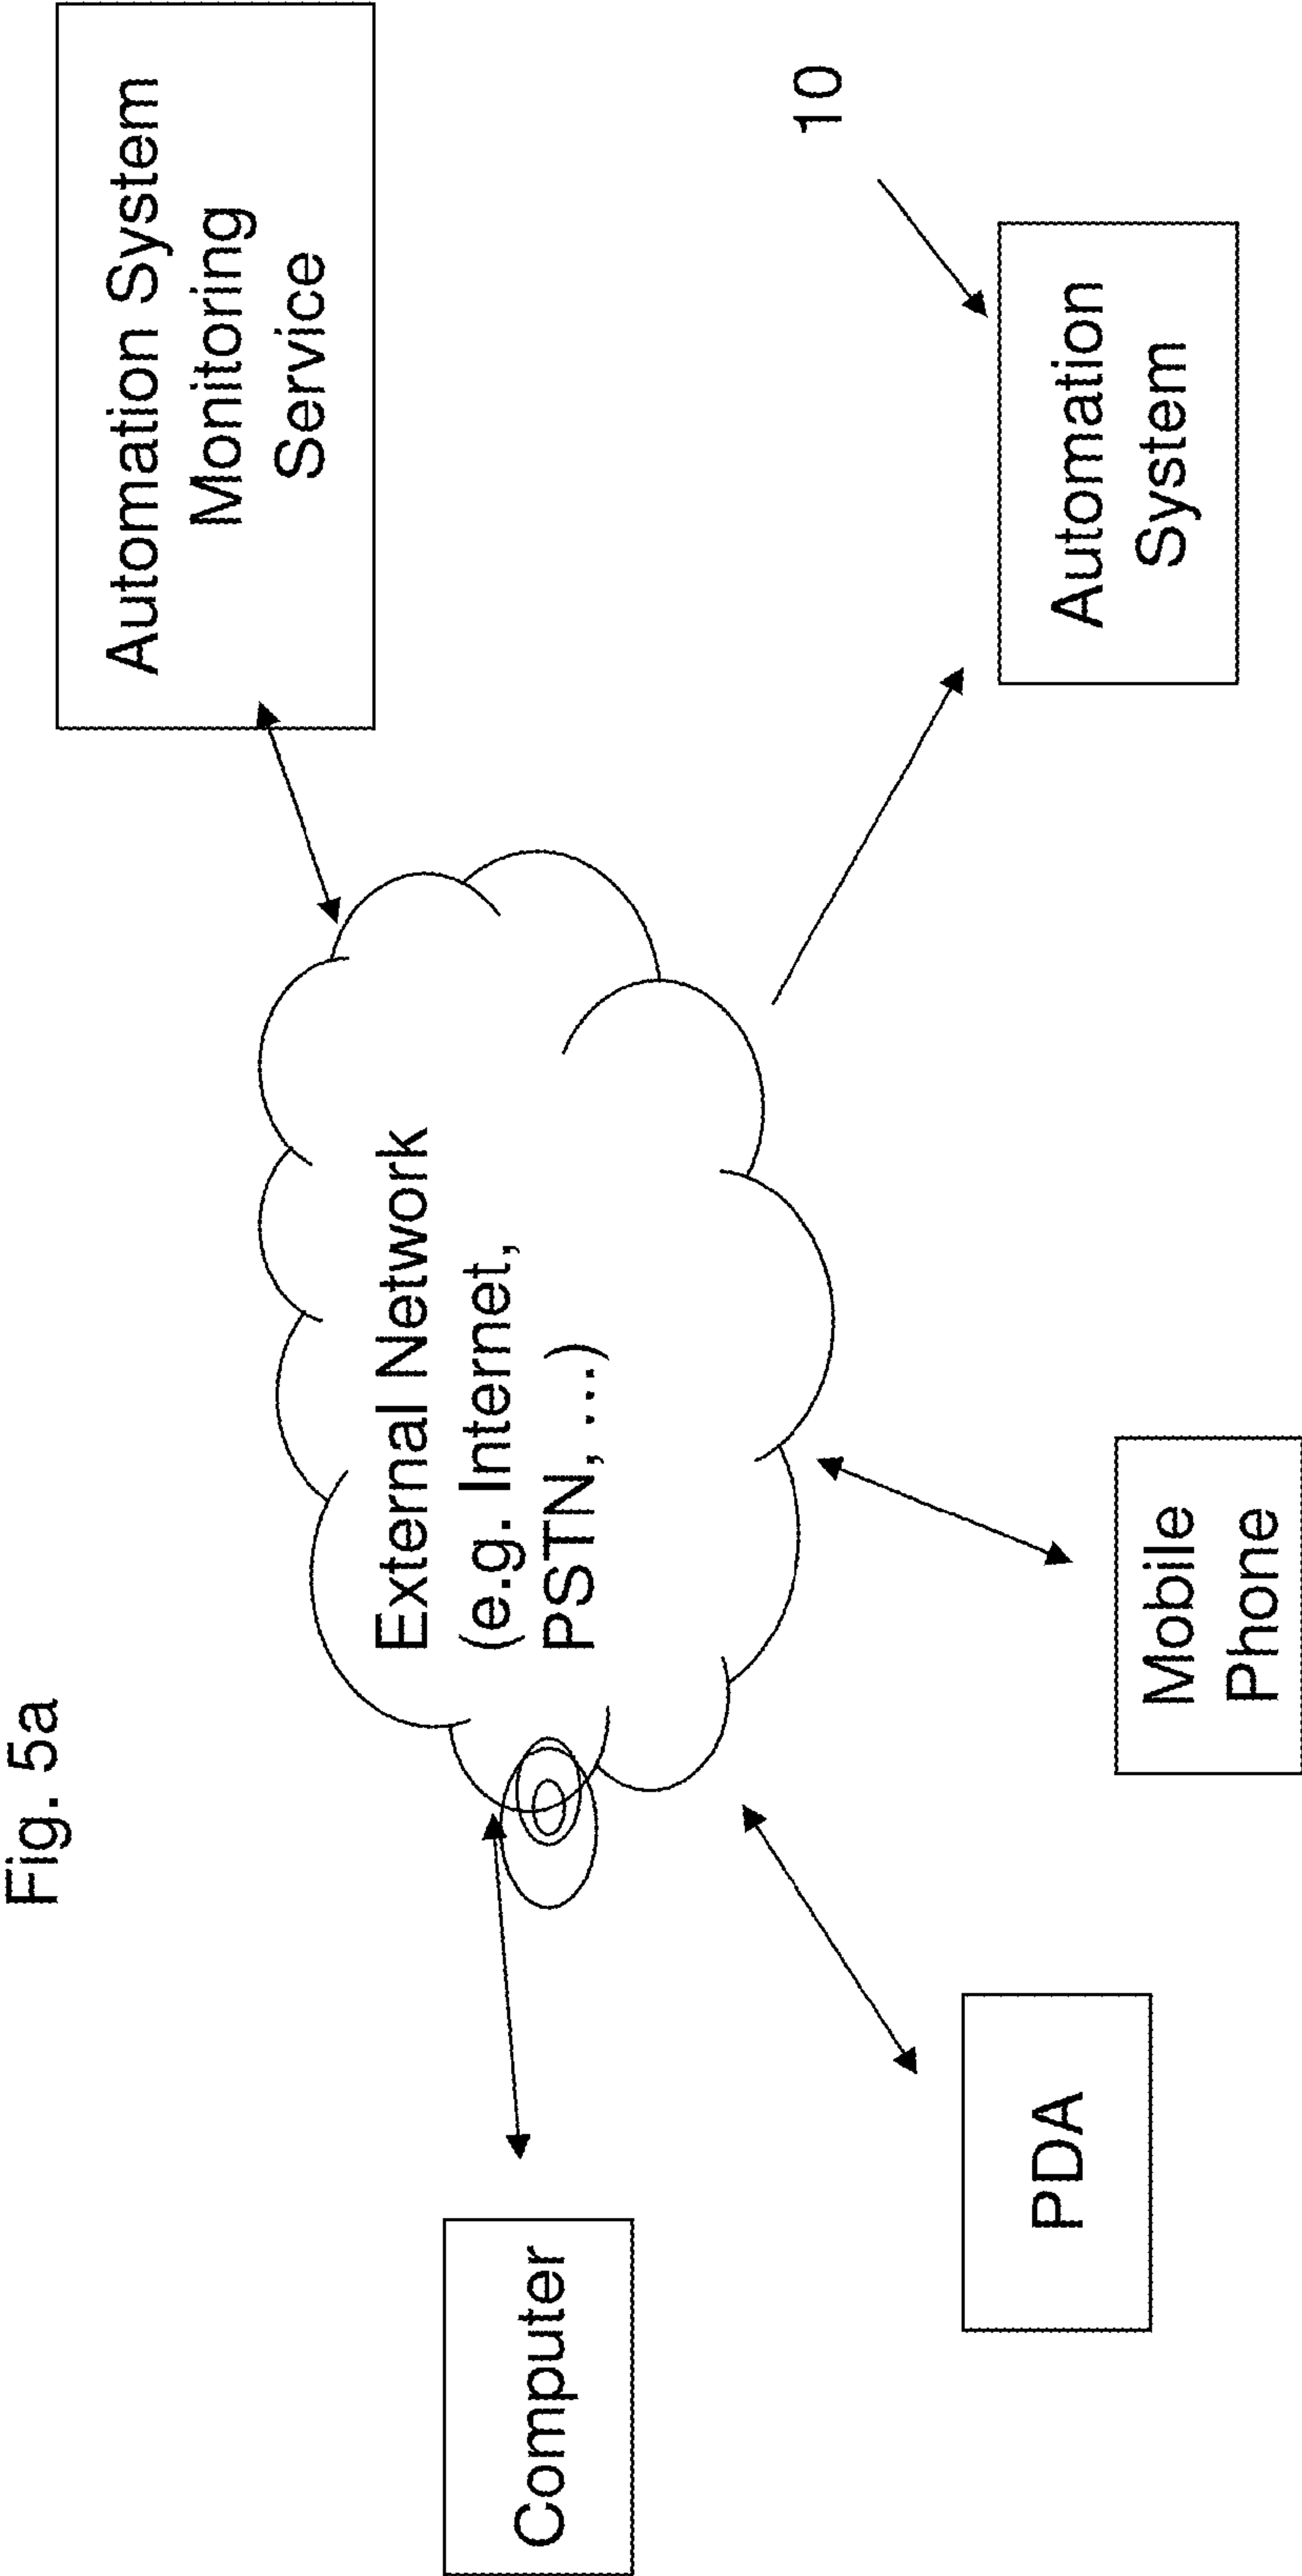 Fig. 5a
Automation System
Monitoring
Service
External Network
(e.g. Internet,
PSTN, ...)
Computer
10
Automation
System
PDA
Mobile
Phone